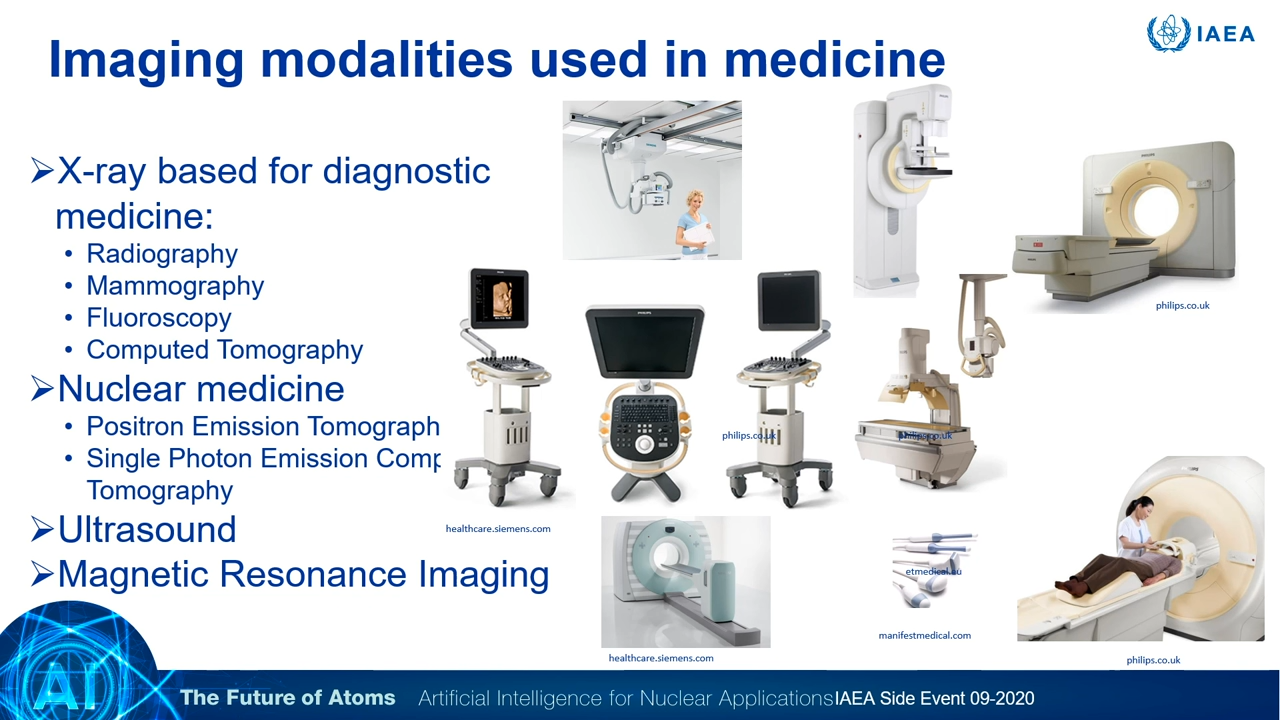 IAEA
Imaging modalities used in medicine
➢X-ray based for diagnostic
medicine:
• Radiography
• Mammography
• Fluoroscopy
• Computed Tomography
➢Nuclear medicine
• Positron Emission Tomograph
• Single Photon Emission Comp
Tomography
➢Ultrasound
➢Magnetic Resonance Imaging
philips.co.uk
philips.co.uk
philips.co.uk
healthcare.siemens.com
etmedical.eu
manifestmedical.com
healthcare.siemens.com
philips.co.uk
AI
The Future of Atoms Artificial Intelligence for Nuclear Applications IAEA Side Event 09-2020